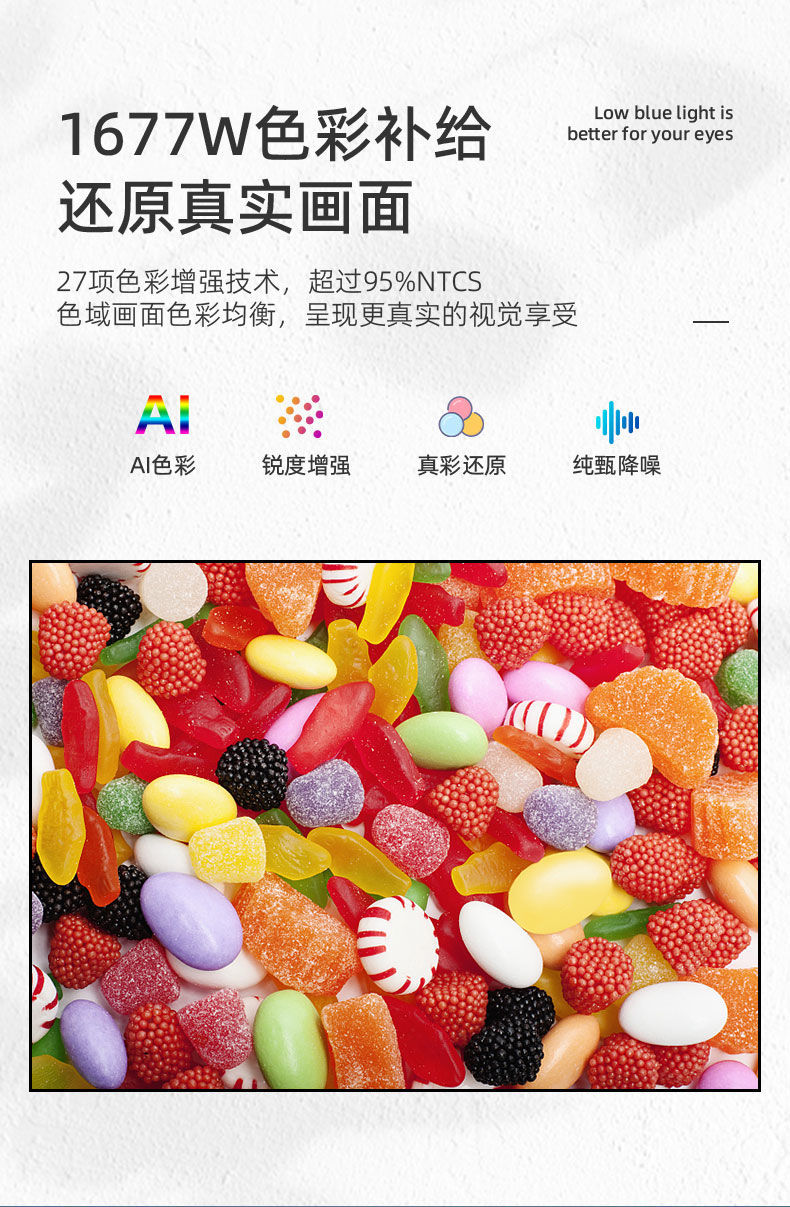 1677W色彩补给
还原真实画面
Low blue light is
better for your eyes
27项色彩增强技术，超过95%NTCS
色域画面色彩均衡，呈现更真实的视觉享受
AI
AI色彩
锐度增强
真彩还原
纯甄降噪